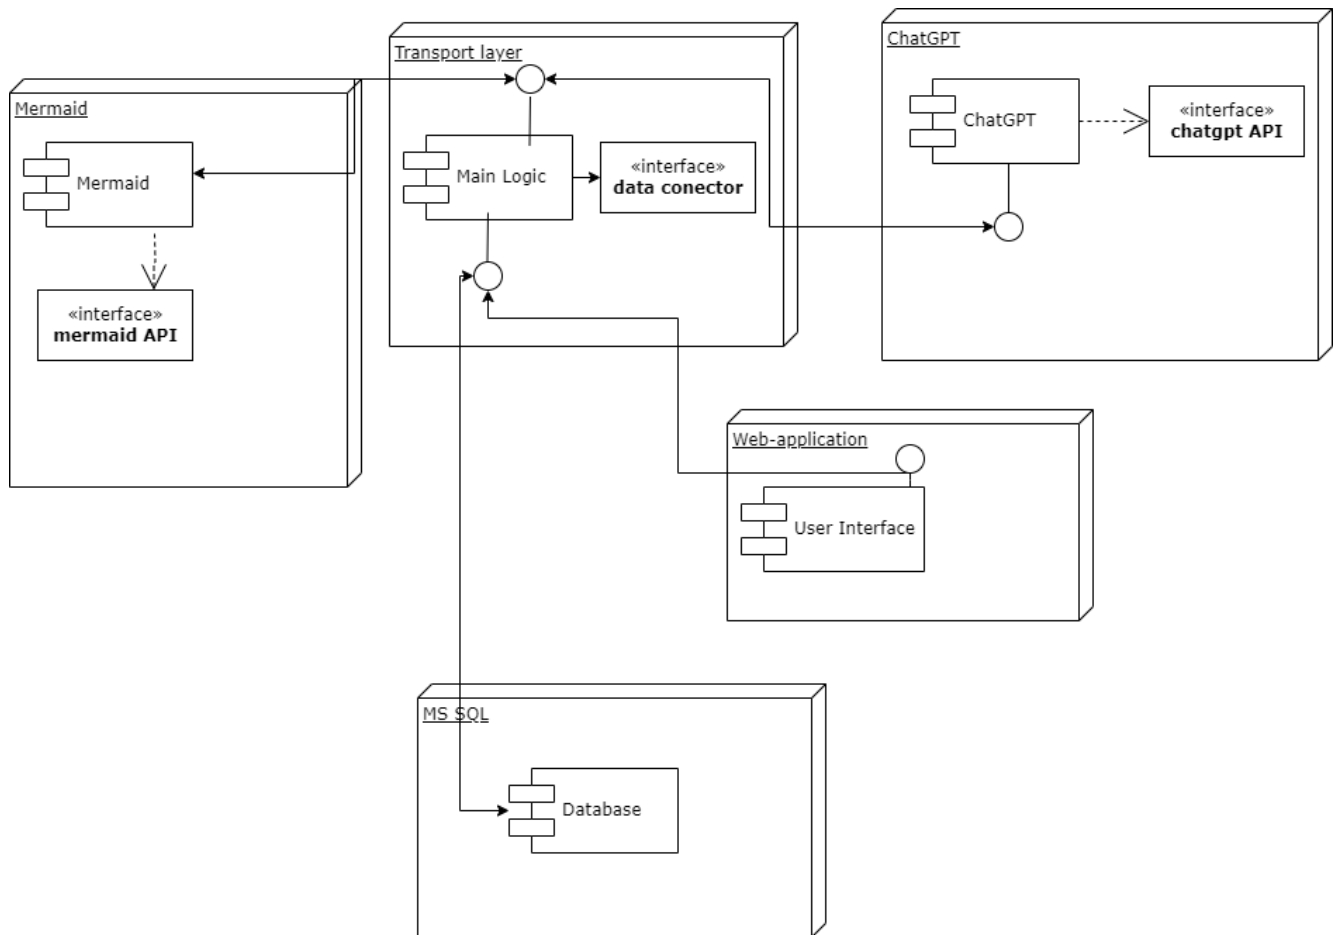 Transport layer
ChatGPT
Mermaid
ChatGPT
«interface»
chatgpt API
Main Logic
«interface»
data conector
Mermaid
«interface»
mermaid API
Web-application
User Interface
MS SQL
Database